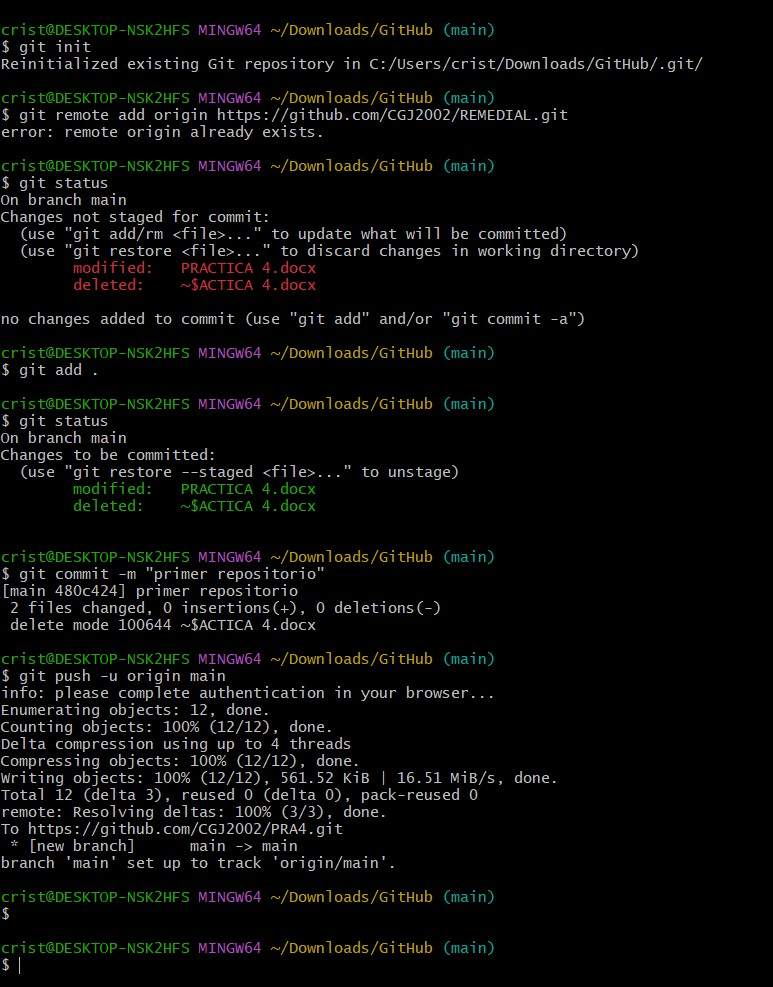 crist@DESKTOP-NSK2HFS MINGW64 ~/Downloads/GitHub (main)
$ git init
Reinitialized existing Git repository in C:/Users/crist/Downloads/GitHub/.git/
crist@DESKTOP-NSK2HFS MINGW64 ~/Downloads/GitHub (main)
$ git remote add origin https://github.com/CGJ2002/REMEDIAL.git
error: remote origin already exists.
crist@DESKTOP-NSK2HFS MINGW64 ~/Downloads/GitHub (main)
$ git status
On branch main
Changes not staged for commit:
  (use "git add/rm <file>..." to update what will be committed)
  (use "git restore <file>..." to discard changes in working directory)
        modified:   PRACTICA 4.docx
        deleted:    ~$ACTICA 4.docx
no changes added to commit (use "git add" and/or "git commit -a")
crist@DESKTOP-NSK2HFS MINGW64 ~/Downloads/GitHub (main)
$ git add .
crist@DESKTOP-NSK2HFS MINGW64 ~/Downloads/GitHub (main)
$ git status
On branch main
Changes to be committed:
  (use "git restore --staged <file>..." to unstage)
        modified:   PRACTICA 4.docx
        deleted:    ~$ACTICA 4.docx
crist@DESKTOP-NSK2HFS MINGW64 ~/Downloads/GitHub (main)
$ git commit -m "primer repositorio"
[main 480c424] primer repositorio
 2 files changed, 0 insertions(+), 0 deletions(-)
 delete mode 100644 ~$ACTICA 4.docx
crist@DESKTOP-NSK2HFS MINGW64 ~/Downloads/GitHub (main)
$ git push -u origin main
info: please complete authentication in your browser...
Enumerating objects: 12, done.
Counting objects: 100% (12/12), done.
Delta compression using up to 4 threads
Compressing objects: 100% (12/12), done.
Writing objects: 100% (12/12), 561.52 KiB | 16.51 MiB/s, done.
Total 12 (delta 3), reused 0 (delta 0), pack-reused 0
remote: Resolving deltas: 100% (3/3), done.
To https://github.com/CGJ2002/PRA4.git
 * [new branch]      main -> main
branch 'main' set up to track 'origin/main'.
crist@DESKTOP-NSK2HFS MINGW64 ~/Downloads/GitHub (main)
$
crist@DESKTOP-NSK2HFS MINGW64 ~/Downloads/GitHub (main)
$